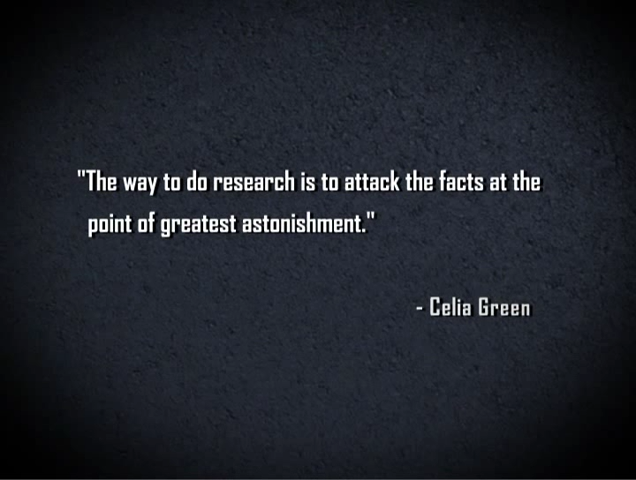 "The way to do research is to attack the facts at the
point of greatest astonishment."
- Celia Green